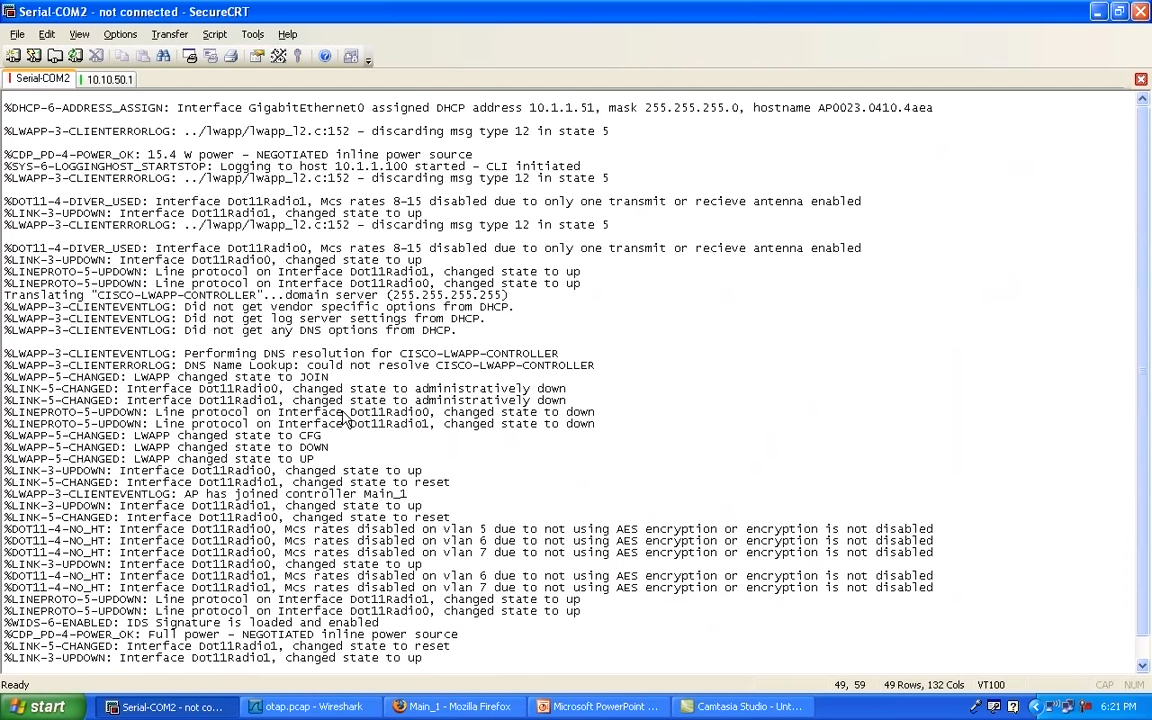 Serial-COM2 - not connected - SecureCRT
File Edit View Options Transfer Script Tools Help
Serial-COM2 10.10.50.1
%DHCP-6-ADDRESS_ASSIGN: Interface GigabitEthernet0 assigned DHCP address 10.1.1.51, mask 255.255.255.0, hostname AP0023.0410.4aea
%LWAPP-3-CLIENTERRORLOG: ../lwapp/lwapp_l2.c:152 - discarding msg type 12 in state 5
%CDP_PD-4-POWER_OK: 15.4 W power - NEGOTIATED inline power source
%SYS-6-LOGGINGHOST_STARTSTOP: Logging to host 10.1.1.100 started - CLI initiated
%LWAPP-3-CLIENTERRORLOG: ../lwapp/lwapp_l2.c:152 - discarding msg type 12 in state 5
%DOT11-4-DIVER_USED: Interface Dot11Radio1, Mcs rates 8-15 disabled due to only one transmit or recieve antenna enabled
%LINK-3-UPDOWN: Interface Dot11Radio1, changed state to up
%LWAPP-3-CLIENTERRORLOG: ../lwapp/lwapp_l2.c:152 - discarding msg type 12 in state 5
%DOT11-4-DIVER_USED: Interface Dot11Radio0, Mcs rates 8-15 disabled due to only one transmit or recieve antenna enabled
%LINK-3-UPDOWN: Interface Dot11Radio0, changed state to up
%LINEPROTO-5-UPDOWN: Line protocol on Interface Dot11Radio1, changed state to up
%LINEPROTO-5-UPDOWN: Line protocol on Interface Dot11Radio0, changed state to up
Translating "CISCO-LWAPP-CONTROLLER"...domain server (255.255.255.255)
%LWAPP-3-CLIENTEVENTLOG: Did not get vendor specific options from DHCP.
%LWAPP-3-CLIENTEVENTLOG: Did not get log server settings from DHCP.
%LWAPP-3-CLIENTEVENTLOG: Did not get any DNS options from DHCP.
%LWAPP-3-CLIENTEVENTLOG: Performing DNS resolution for CISCO-LWAPP-CONTROLLER
%LWAPP-3-CLIENTERRORLOG: DNS Name Lookup: could not resolve CISCO-LWAPP-CONTROLLER
%LWAPP-5-CHANGED: LWAPP changed state to JOIN
%LINK-5-CHANGED: Interface Dot11Radio0, changed state to administratively down
%LINK-5-CHANGED: Interface Dot11Radio1, changed state to administratively down
%LINEPROTO-5-UPDOWN: Line protocol on Interface Dot11Radio0, changed state to down
%LINEPROTO-5-UPDOWN: Line protocol on Interface Dot11Radio1, changed state to down
%LWAPP-5-CHANGED: LWAPP changed state to CFG
%LWAPP-5-CHANGED: LWAPP changed state to DOWN
%LWAPP-5-CHANGED: LWAPP changed state to UP
%LINK-3-UPDOWN: Interface Dot11Radio0, changed state to up
%LINK-5-CHANGED: Interface Dot11Radio1, changed state to reset
%LWAPP-3-CLIENTEVENTLOG: AP has joined controller Main_1
%LINK-3-UPDOWN: Interface Dot11Radio1, changed state to up
%LINK-5-CHANGED: Interface Dot11Radio0, changed state to reset
%DOT11-4-NO_HT: Interface Dot11Radio0, Mcs rates disabled on vlan 5 due to not using AES encryption or encryption is not disabled
%DOT11-4-NO_HT: Interface Dot11Radio0, Mcs rates disabled on vlan 6 due to not using AES encryption or encryption is not disabled
%DOT11-4-NO_HT: Interface Dot11Radio0, Mcs rates disabled on vlan 7 due to not using AES encryption or encryption is not disabled
%LINK-3-UPDOWN: Interface Dot11Radio0, changed state to up
%DOT11-4-NO_HT: Interface Dot11Radio1, Mcs rates disabled on vlan 6 due to not using AES encryption or encryption is not disabled
%DOT11-4-NO_HT: Interface Dot11Radio1, Mcs rates disabled on vlan 7 due to not using AES encryption or encryption is not disabled
%LINEPROTO-5-UPDOWN: Line protocol on Interface Dot11Radio1, changed state to up
%LINEPROTO-5-UPDOWN: Line protocol on Interface Dot11Radio0, changed state to up
%WIDS-6-ENABLED: IDS Signature is loaded and enabled
%CDP_PD-4-POWER_OK: Full power - NEGOTIATED inline power source
%LINK-5-CHANGED: Interface Dot11Radio1, changed state to reset
%LINK-3-UPDOWN: Interface Dot11Radio1, changed state to up
Ready 49, 59 49 Rows, 132 Cols VT100 CAP NUM
start Serial-COM2 - not co... otap.pcap - Wireshark Main_1 - Mozilla Firefox Microsoft PowerPoint ... Camtasia Studio - Unt... 6:21 PM